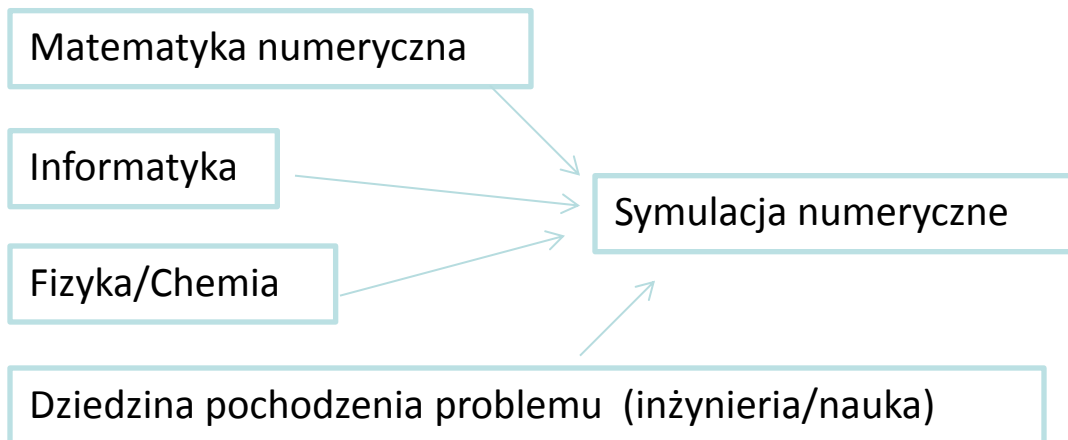 Matematyka numeryczna
Informatyka
Symulacja numeryczne
Fizyka/Chemia
Dziedzina pochodzenia problemu (inżynieria/nauka)